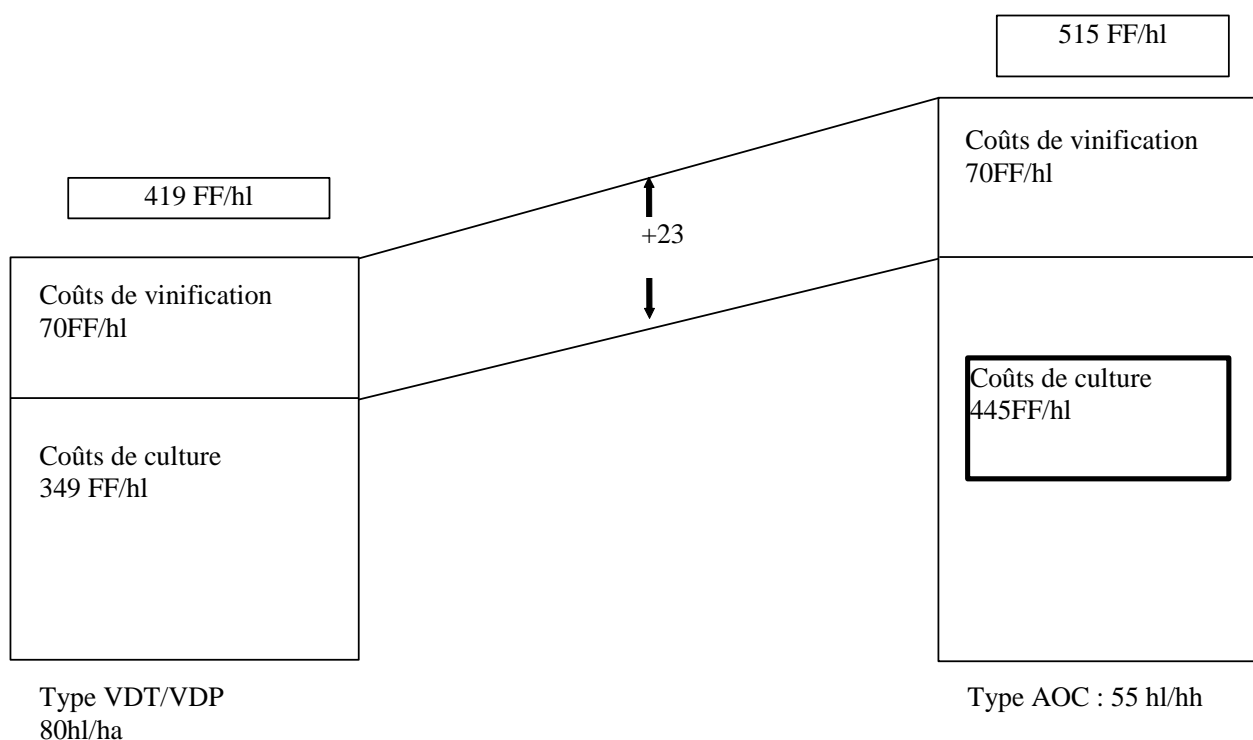 515 FF/hl
Coûts de vinification
70FF/hl
419 FF/hl
+23
Coûts de vinification
70FF/hl
Coûts de culture
445FF/hl
Coûts de culture
349 FF/hl
Type VDT/VDP
80hl/ha
Type AOC : 55 hl/hh